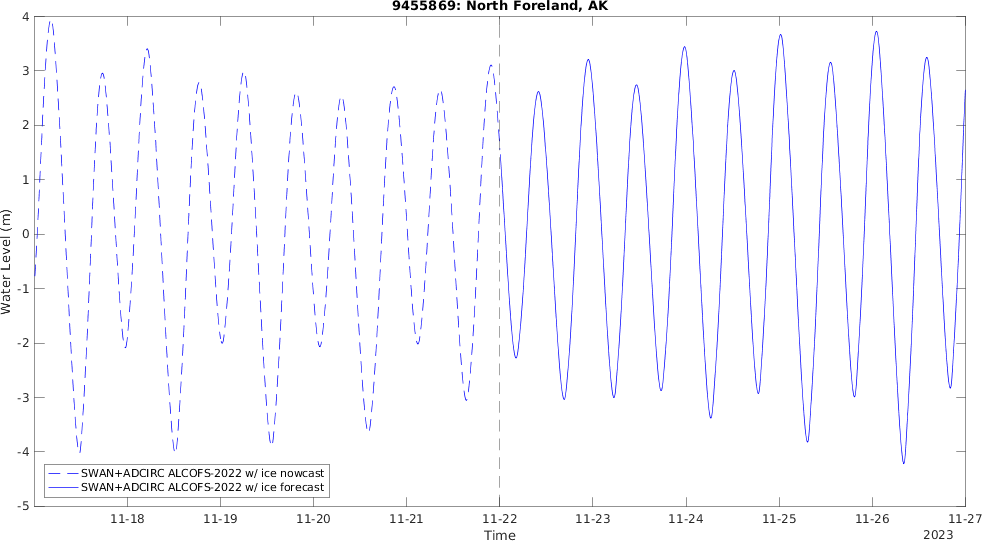 9455869: North Foreland, AK
4
3
2
1
0
-1
-2
-3
-4
-5
Water Level (m)
SWAN+ADCIRC ALCOFS-2022 w/ ice nowcast
SWAN+ADCIRC ALCOFS-2022 w/ ice forecast
11-18 11-19 11-20 11-21 11-22 11-23 11-24 11-25 11-26 11-27
Time
2023